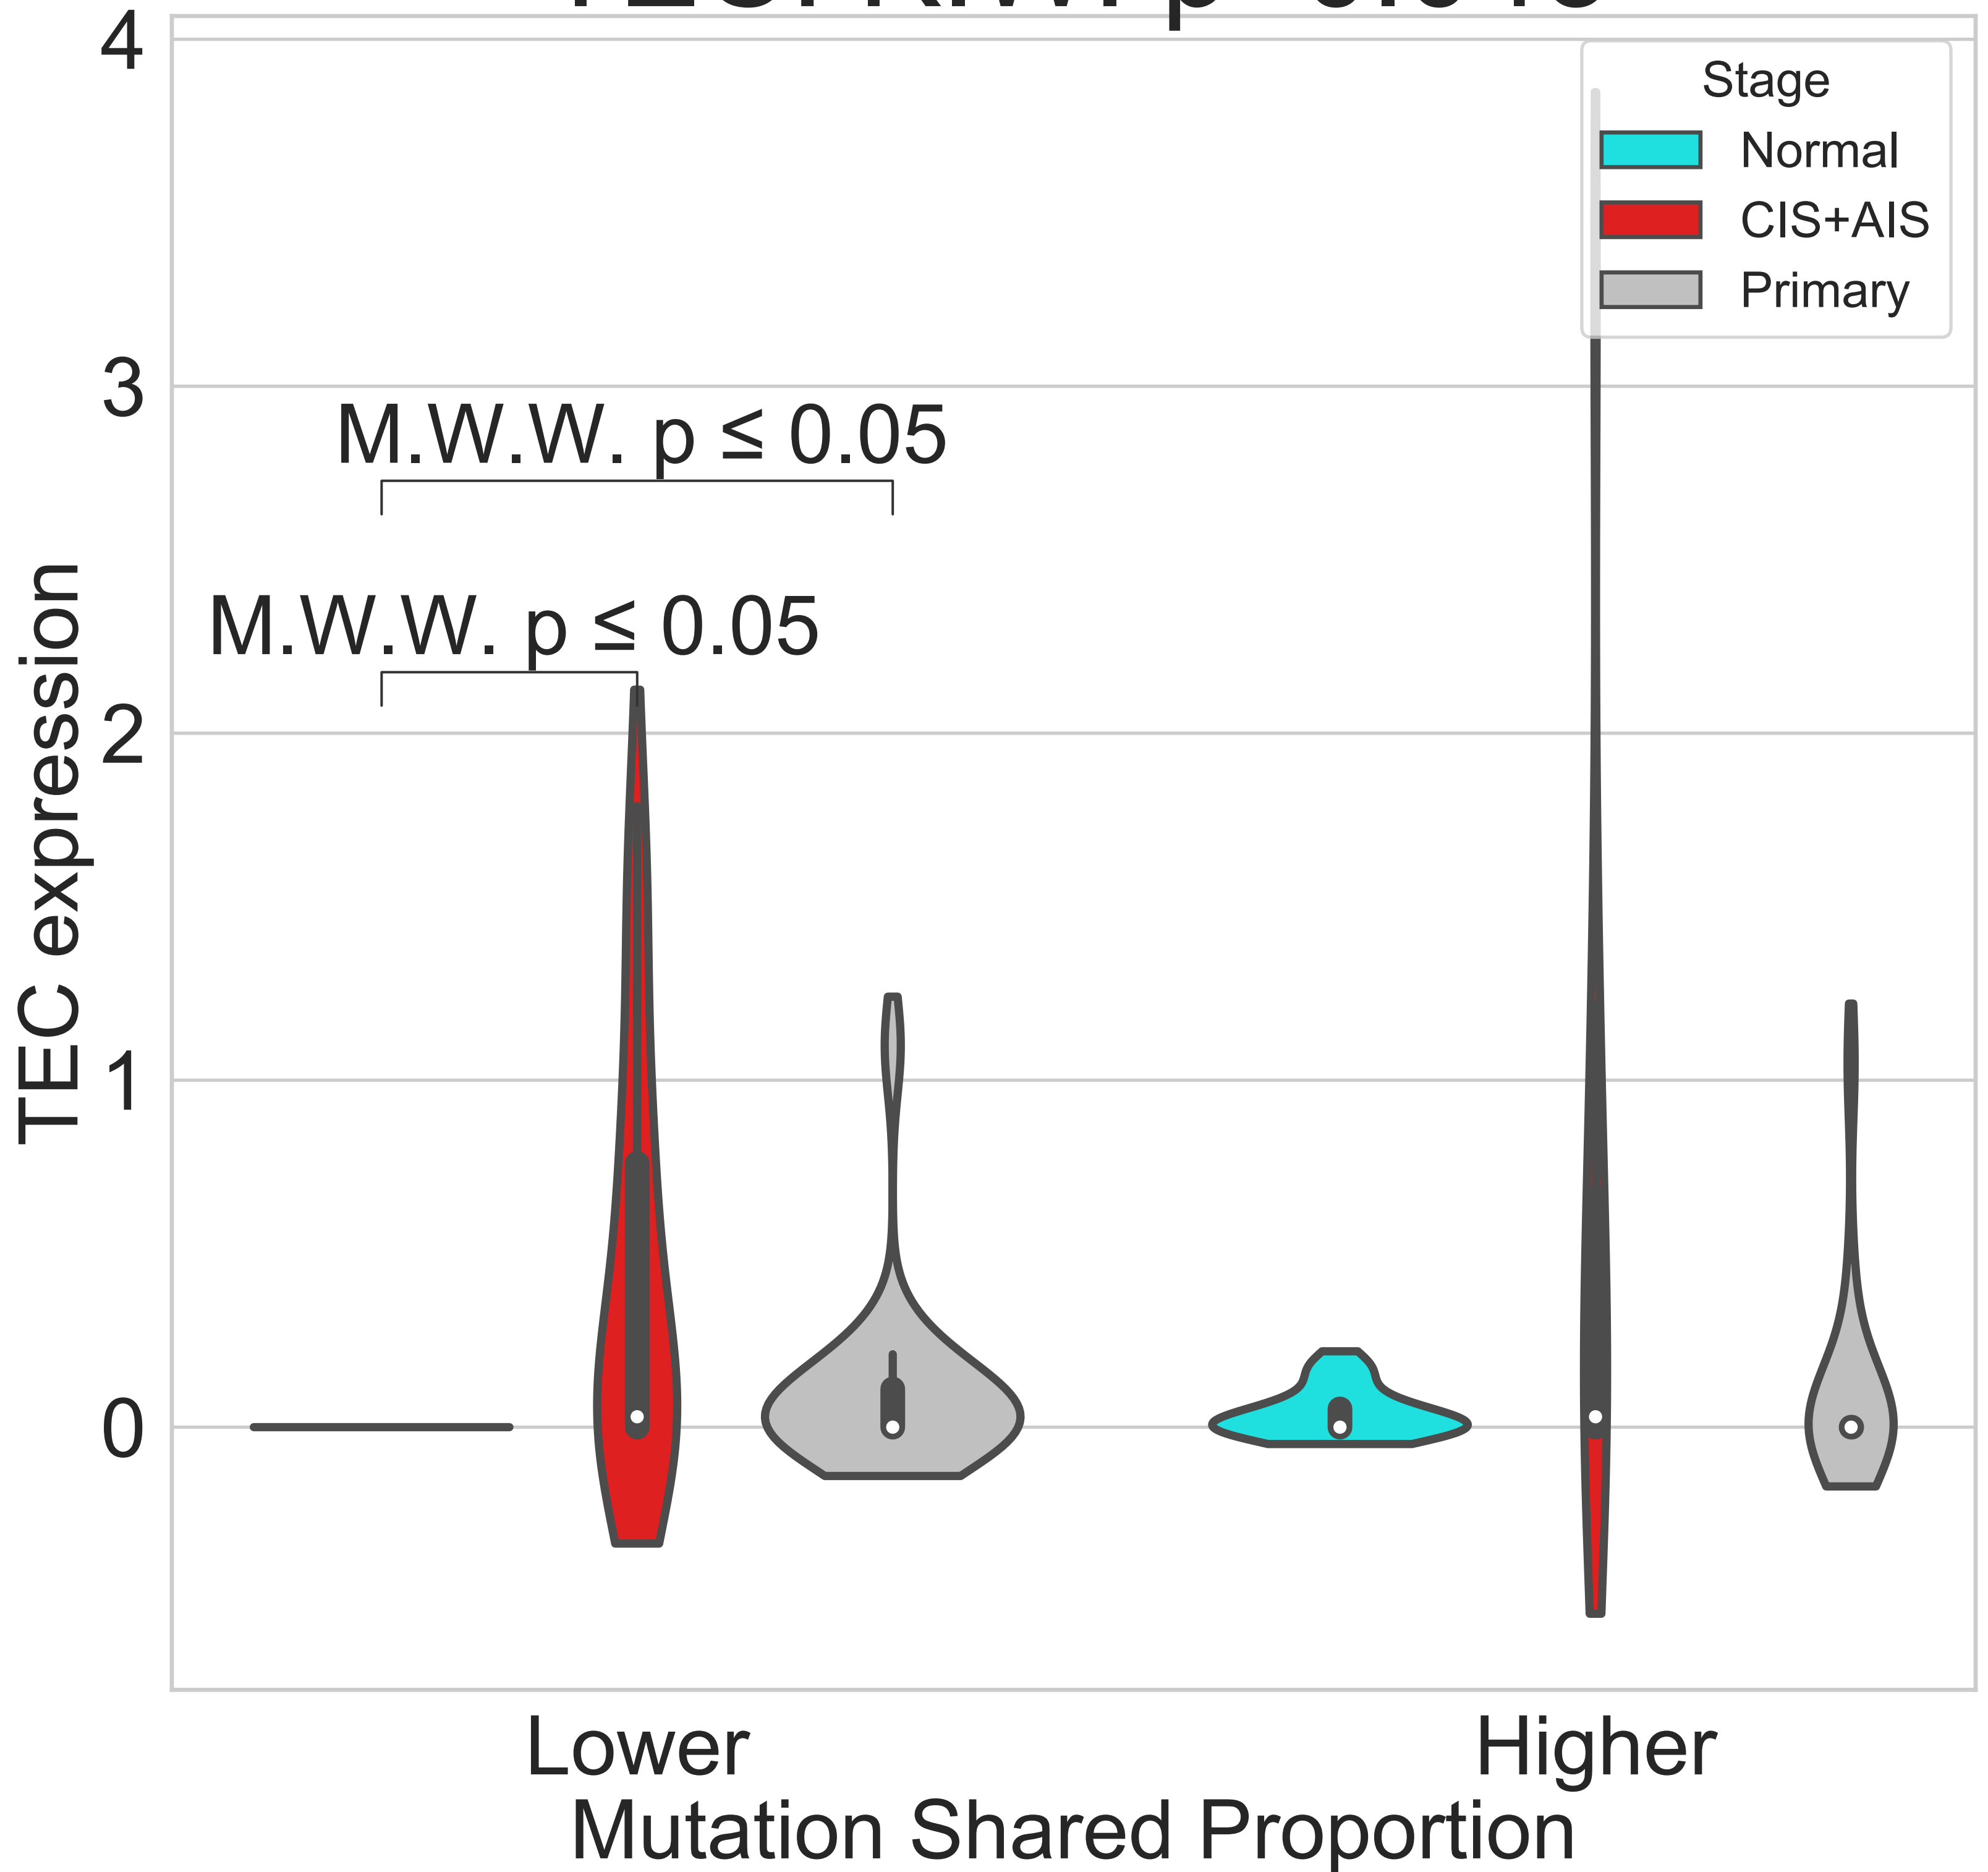 4
Stage
Normal
CIS+AIS
Primary
3
M.W.W. p ≤ 0.05
M.W.W. p ≤ 0.05
TEC expression
2
1
0
Lower
Higher
Mutation Shared Proportion